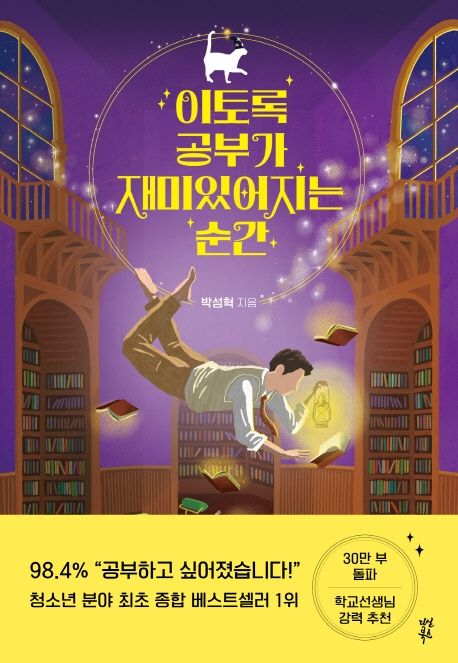 이토록
공부가
재미있어지는
순간
박성혁 지음
98.4% “공부하고 싶어졌습니다!”
청소년 분야 최초 종합 베스트셀러 1위
30만 부
돌파
학교선생님
강력 추천
다산
북스